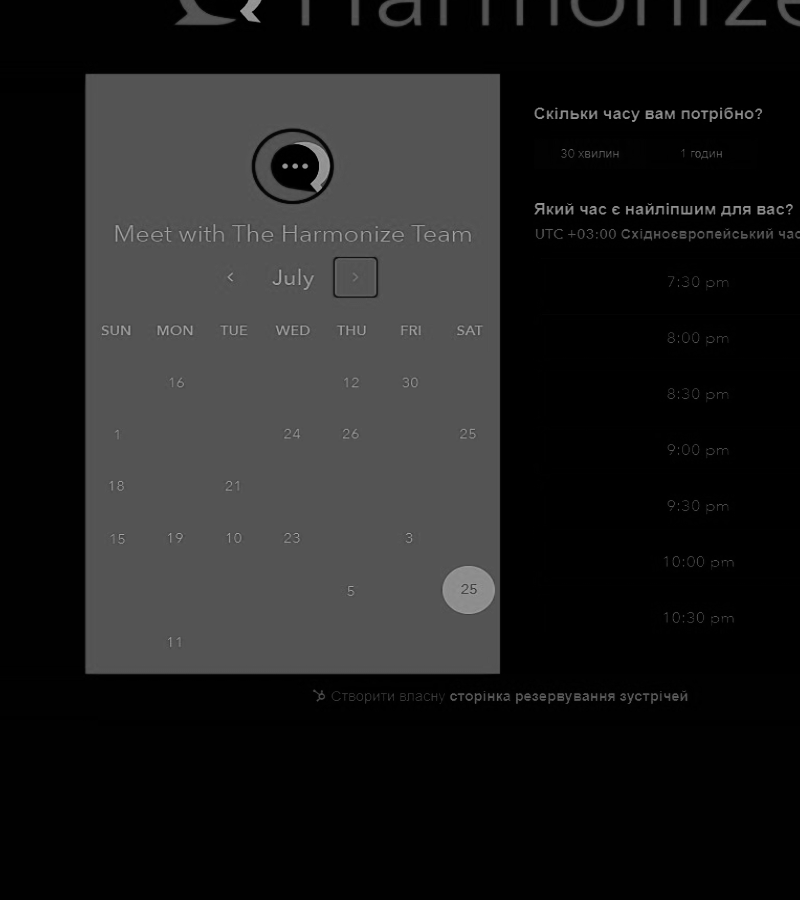 Harmonize
Meet with The Harmonize Team
July
SUN MON TUE WED THU FRI SAT
16 12 30
1 24 26 25
18 21
15 19 10 23 3
5 25
11
Скільки часу вам потрібно?
30 хвилин 1 годин
Який час є найліпшим для вас?
UTC +03:00 Східноєвропейський час
7:30 pm
8:00 pm
8:30 pm
9:00 pm
9:30 pm
10:00 pm
10:30 pm
Створити власну сторінка резервування зустрічей